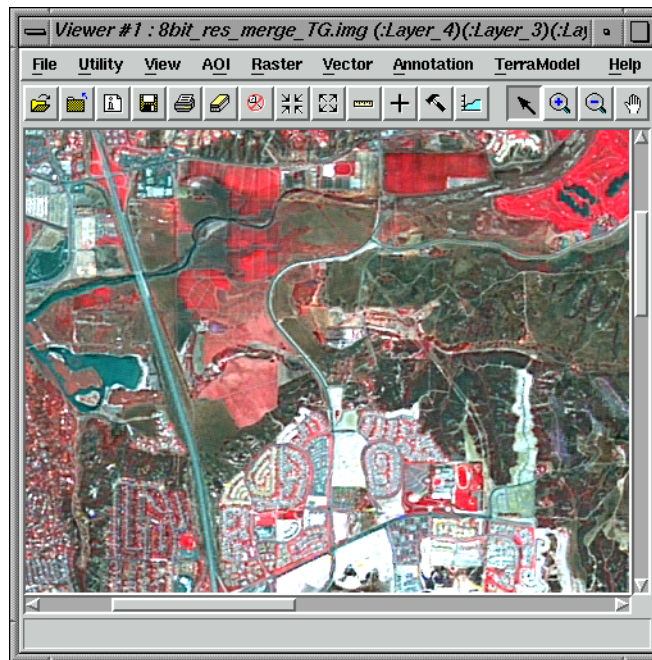 Viewer #1 : 8bit_res_merge_TG.img (:Layer_4)(:Layer_3)(:Lay
File Utility View AOI Raster Vector Annotation TerraModel Help